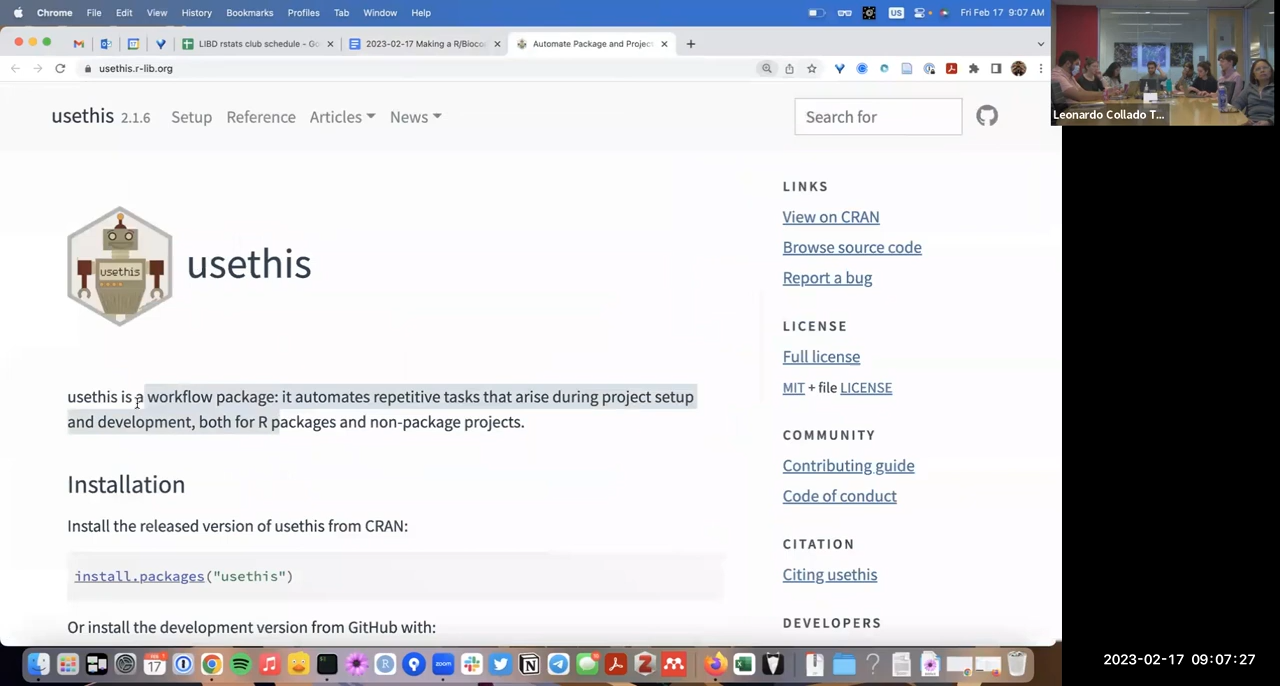 Chrome File Edit View History Bookmarks Profiles Tab Window Help US Fri Feb 17 9:07 AM
LIBD rstats club schedule - Go
2023-02-17 Making a R/Bioco
Automate Package and Project
usethis.r-lib.org
Leonardo Collado T...
usethis 2.1.6 Setup Reference Articles News Search for
usethis
usethis
usethis is a workflow package: it automates repetitive tasks that arise during project setup
and development, both for R packages and non-package projects.
Installation
Install the released version of usethis from CRAN:
install.packages("usethis")
Or install the development version from GitHub with:
LINKS
View on CRAN
Browse source code
Report a bug
LICENSE
Full license
MIT + file LICENSE
COMMUNITY
Contributing guide
Code of conduct
CITATION
Citing usethis
DEVELOPERS
17
zoom
2023-02-17 09:07:27